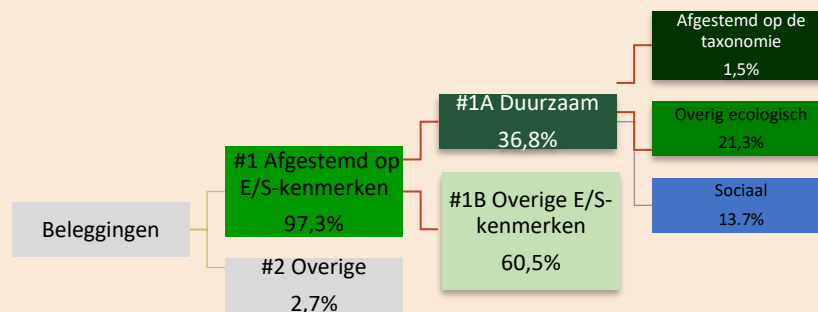 Beleggingen
#1 Afgestemd op
E/S-kenmerken
97,3%
#2 Overige
2,7%
#1A Duurzaam
36,8%
#1B Overige E/S-
kenmerken
60,5%
Afgestemd op de
taxonomie
1,5%
Overig ecologisch
21,3%
Sociaal
13.7%